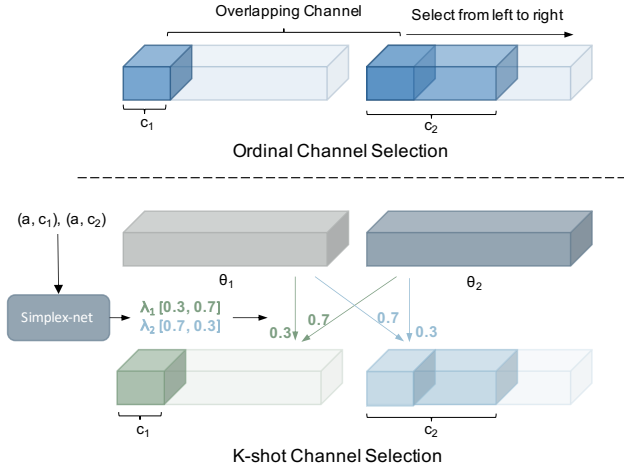 Overlapping Channel
Select from left to right
c₁
c₂
Ordinal Channel Selection
(a, c₁), (a, c₂)
θ₁
θ₂
Simplex-net
λ₁ [0.3, 0.7]
λ₂ [0.7, 0.3]
0.3
0.7
0.7
0.3
c₁
c₂
K-shot Channel Selection